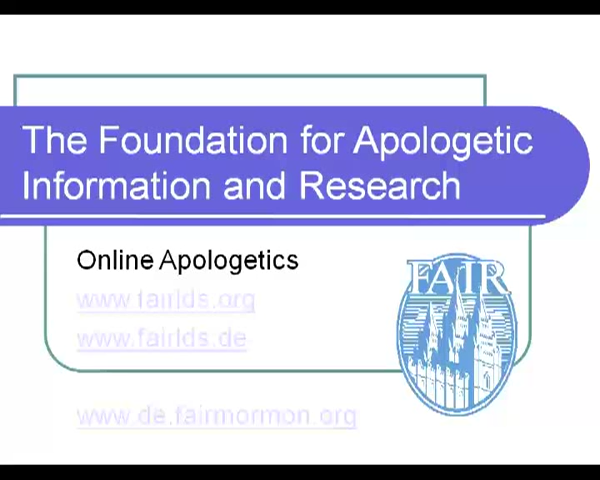 The Foundation for Apologetic
Information and Research
Online Apologetics
www.fairlds.org
www.fairlds.de
FAIR
www.de.fairmormon.org